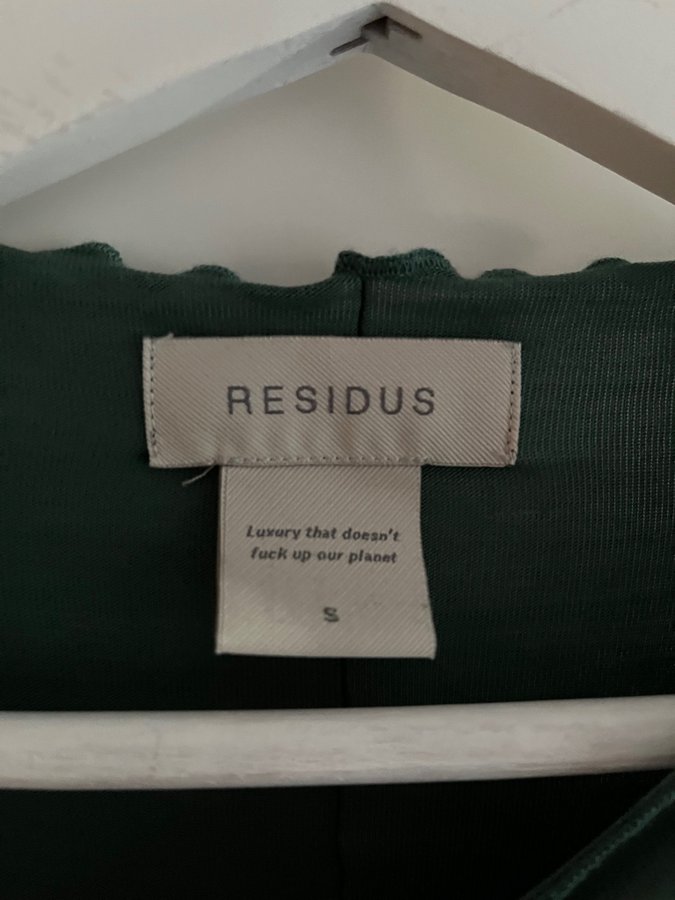 RESIDUS
Luxury that doesn't
fuck up our planet
S